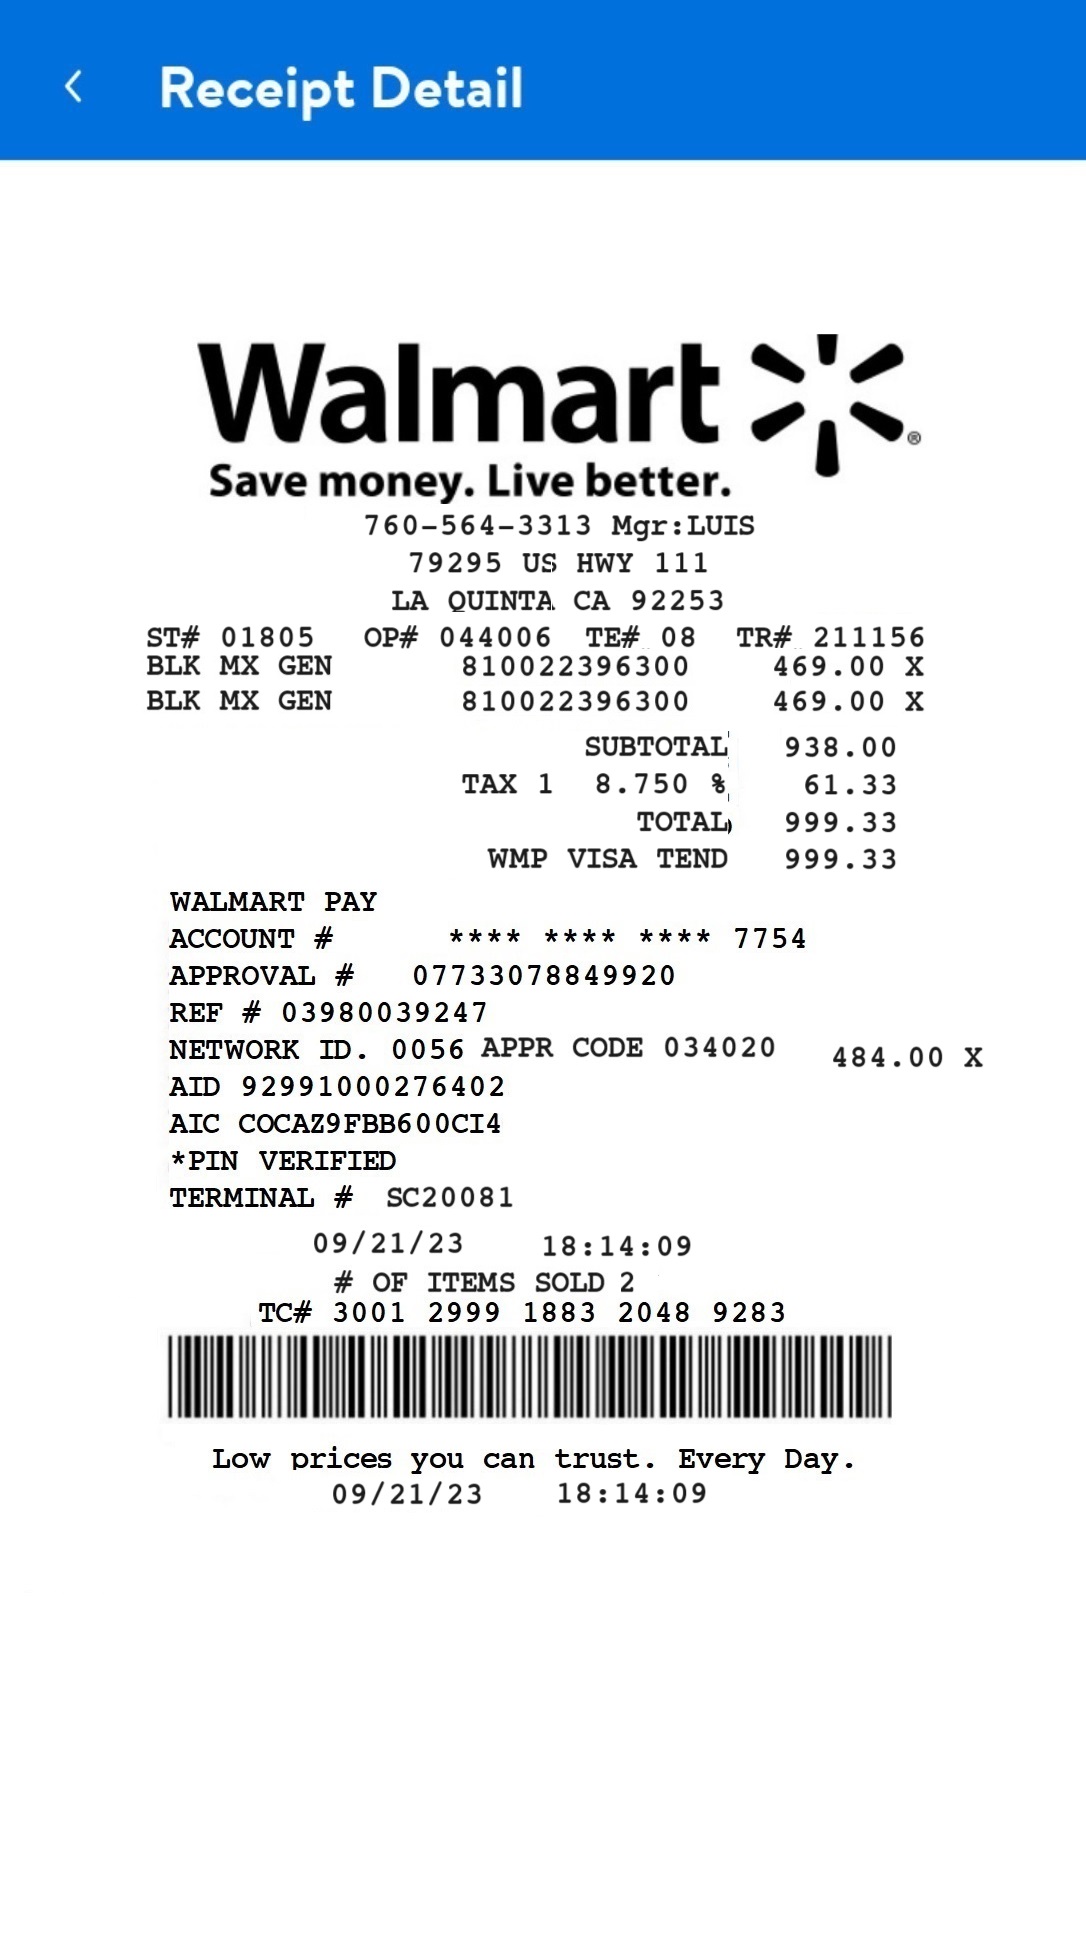 Receipt Detail
Walmart
Save money. Live better.
760-564-3313 Mgr:LUIS
79295 US HWY 111
LA QUINTA CA 92253
ST# 01805 OP# 044006 TE# 08 TR# 211156
BLK MX GEN 810022396300 469.00 X
BLK MX GEN 810022396300 469.00 X
SUBTOTAL 938.00
TAX 1 8.750 % 61.33
TOTAL 999.33
WMP VISA TEND 999.33
WALMART PAY
ACCOUNT # **** **** **** 7754
APPROVAL # 07733078849920
REF # 03980039247
NETWORK ID. 0056 APPR CODE 034020 484.00 X
AID 92991000276402
AIC COCAZ9FBB600CI4
*PIN VERIFIED
TERMINAL # SC20081
09/21/23 18:14:09
# OF ITEMS SOLD 2
TC# 3001 2999 1883 2048 9283
Low prices you can trust. Every Day.
09/21/23 18:14:09